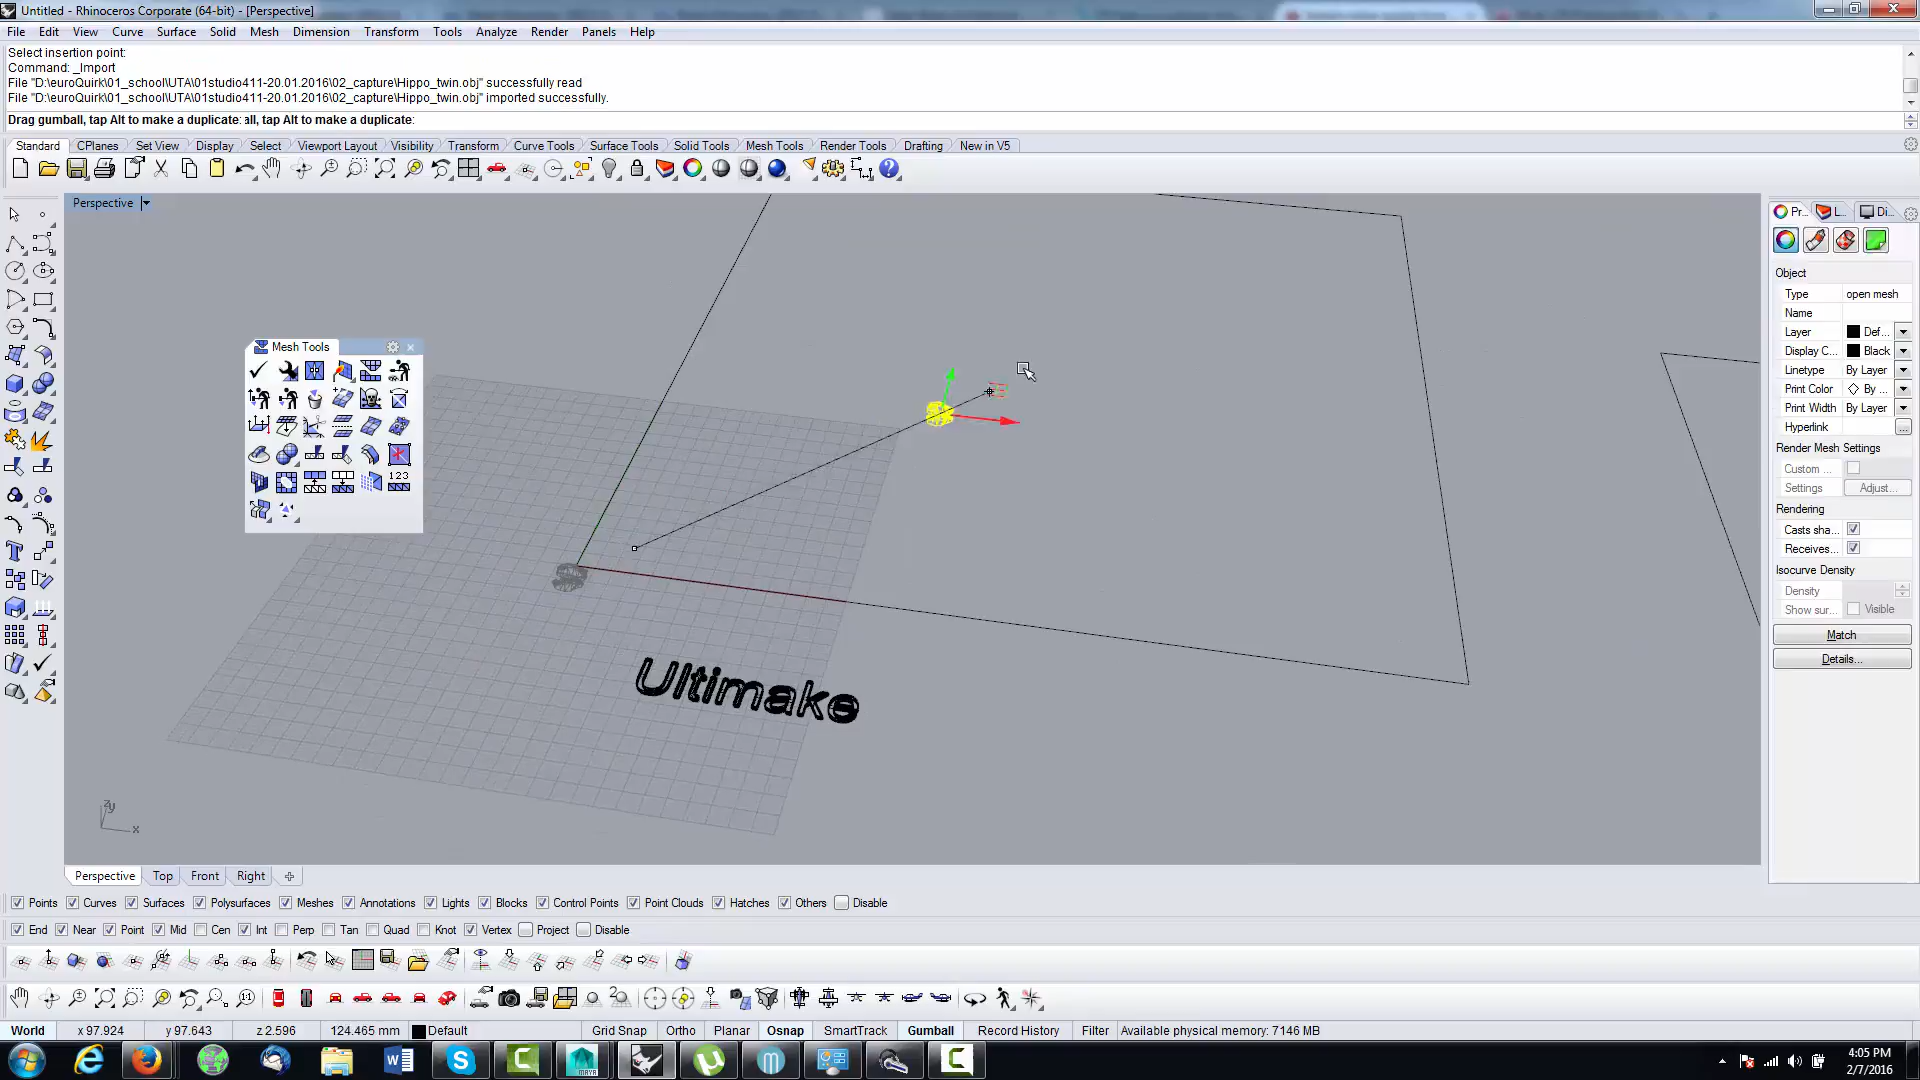 Untitled - Rhinoceros Corporate (64-bit) - [Perspective]
File Edit View Curve Surface Solid Mesh Dimension Transform Tools Analyze Render Panels Help
Select insertion point:
Command: _Import
File "D:\euroQuirk\01_school\UTA\01studio411-20.01.2016\02_capture\Hippo_twin.obj" successfully read
File "D:\euroQuirk\01_school\UTA\01studio411-20.01.2016\02_capture\Hippo_twin.obj" imported successfully.
Drag gumball, tap Alt to make a duplicate: all, tap Alt to make a duplicate:
Standard CPlanes Set View Display Select Viewport Layout Visibility Transform Curve Tools Surface Tools Solid Tools Mesh Tools Render Tools Drafting New in V5
Perspective
Pr... L... Di...
Mesh Tools
123
Ultimake
zy
x
Object
Type open mesh
Name
Layer Def...
Display C... Black
Linetype By Layer
Print Color By ...
Print Width By Layer
Hyperlink ...
Render Mesh Settings
Custom ...
Settings Adjust...
Rendering
Casts sha...
Receives...
Isocurve Density
Density
Show sur... Visible
Match
Details...
Perspective Top Front Right
Points Curves Surfaces Polysurfaces Meshes Annotations Lights Blocks Control Points Point Clouds Hatches Others Disable
End Near Point Mid Cen Int Perp Tan Quad Knot Vertex Project Disable
World x 97.924 y 97.643 z 2.596 124.465 mm Default Grid Snap Ortho Planar Osnap SmartTrack Gumball Record History Filter Available physical memory: 7146 MB
4:05 PM
2/7/2016